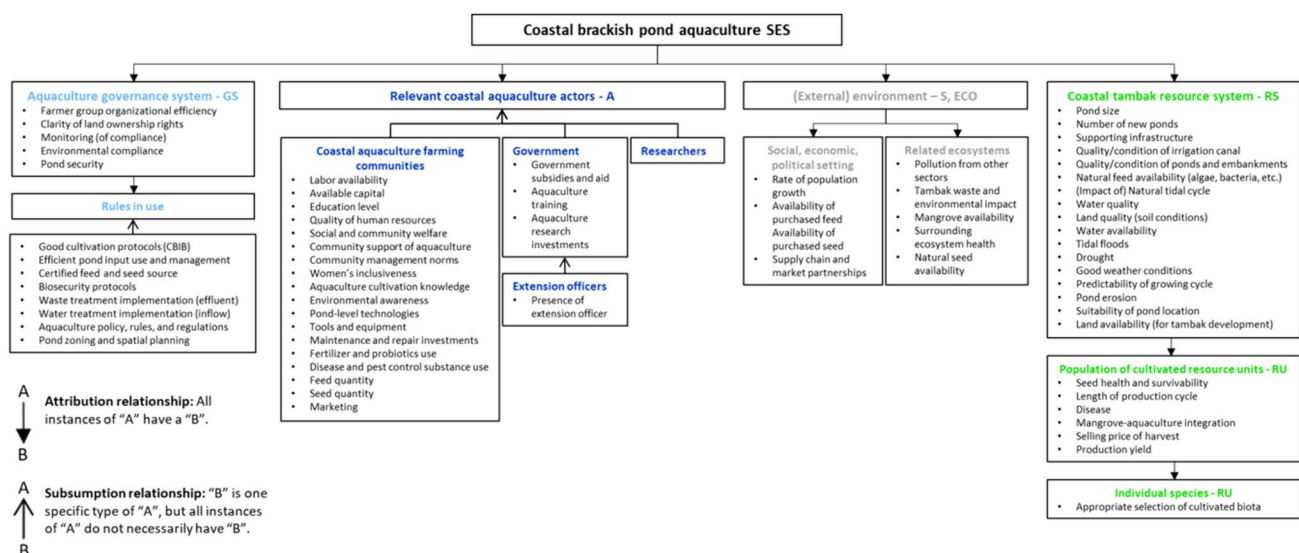 Coastal brackish pond aquaculture SES
Aquaculture governance system - GS
• Farmer group organizational efficiency
• Clarity of land ownership rights
• Monitoring (of compliance)
• Environmental compliance
• Pond security
Rules in use
• Good cultivation protocols (CBIB)
• Efficient pond input use and management
• Certified feed and seed source
• Biosecurity protocols
• Waste treatment implementation (effluent)
• Water treatment implementation (inflow)
• Aquaculture policy, rules, and regulations
• Pond zoning and spatial planning
A
B
Attribution relationship: All
instances of "A" have a "B".
A
B
Subsumption relationship: "B" is one
specific type of "A", but all instances
of "A" do not necessarily have "B".
Relevant coastal aquaculture actors - A
Coastal aquaculture farming
communities
• Labor availability
• Available capital
• Education level
• Quality of human resources
• Social and community welfare
• Community support of aquaculture
• Community management norms
• Women's inclusiveness
• Aquaculture cultivation knowledge
• Environmental awareness
• Pond-level technologies
• Tools and equipment
• Maintenance and repair investments
• Fertilizer and probiotics use
• Disease and pest control substance use
• Feed quantity
• Seed quantity
• Marketing
Government
• Government
subsidies and aid
• Aquaculture
training
• Aquaculture
research
investments
Extension officers
• Presence of
extension officer
Researchers
(External) environment – S, ECO
Social, economic,
political setting
• Rate of population
growth
• Availability of
purchased feed
Availability of
purchased seed
• Supply chain and
market partnerships
Related ecosystems
• Pollution from other
sectors
• Tambak waste and
environmental impact
• Mangrove availability
• Surrounding
ecosystem health
• Natural seed
availability
Coastal tambak resource system - RS
• Pond size
• Number of new ponds
• Supporting infrastructure
• Quality/condition of irrigation canal
• Quality/condition of ponds and embankments
• Natural feed availability (algae, bacteria, etc.)
• (Impact of) Natural tidal cycle
• Water quality
• Land quality (soil conditions)
• Water availability
• Tidal floods
• Drought
• Good weather conditions
• Predictability of growing cycle
• Pond erosion
• Suitability of pond location
• Land availability (for tambak development)
Population of cultivated resource units - RU
• Seed health and survivability
• Length of production cycle
• Disease
• Mangrove-aquaculture integration
• Selling price of harvest
• Production yield
Individual species - RU
• Appropriate selection of cultivated biota